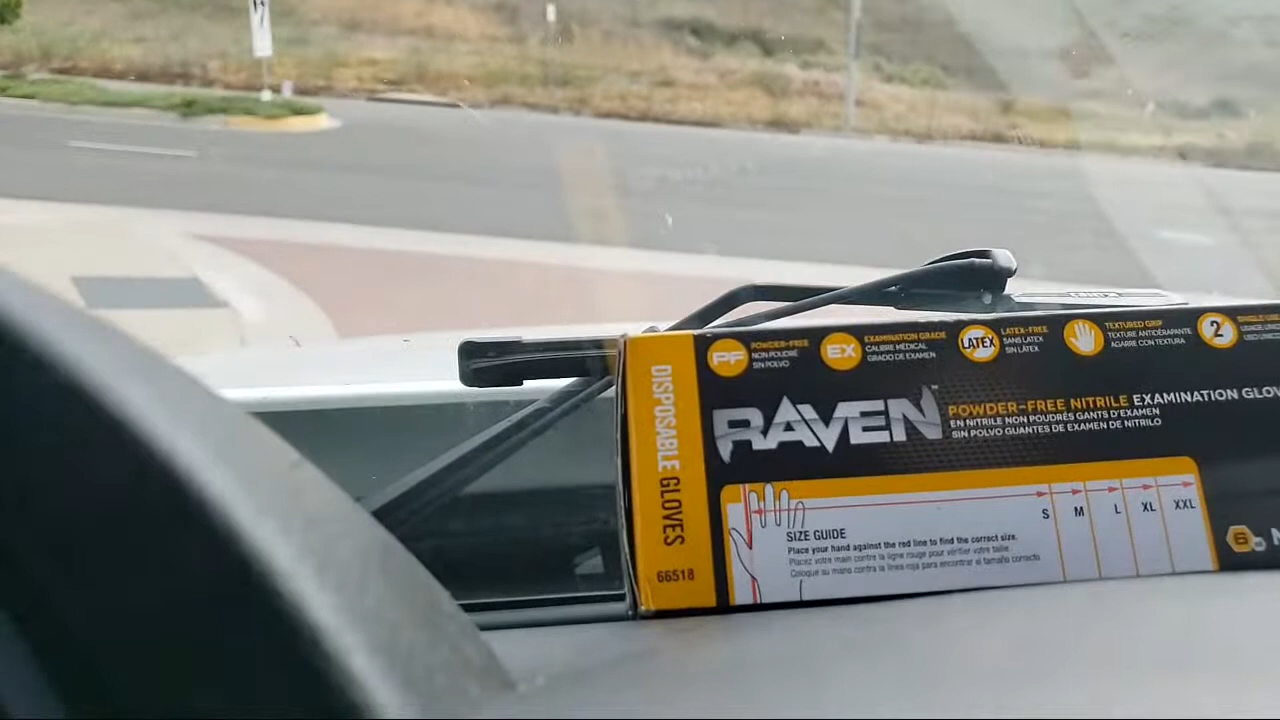 PF
POWDER-FREE
NON POUDRÉ
SIN POLVO
EX
EXAMINATION GRADE
CALIBRE MÉDICAL
GRADO DE EXAMEN
LATEX
LATEX-FREE
SANS LATEX
SIN LÁTEX
TEXTURED GRIP
TEXTURE ANTIDÉRAPANTE
AGARRE CON TEXTURA
2
DISPOSABLE GLOVES
66518
RAVEN
POWDER-FREE NITRILE EXAMINATION
EN NITRILE NON POUDRÉS GANTS D'EXAMEN
SIN POLVO GUANTES DE EXAMEN DE NITRILO
S M L XL XXL
SIZE GUIDE
Place your hand against the red line to find the correct size.
Placez votre main contre la ligne rouge pour vérifier votre taille.
Coloque su mano contra la línea roja para encontrar el tamaño correcto
6